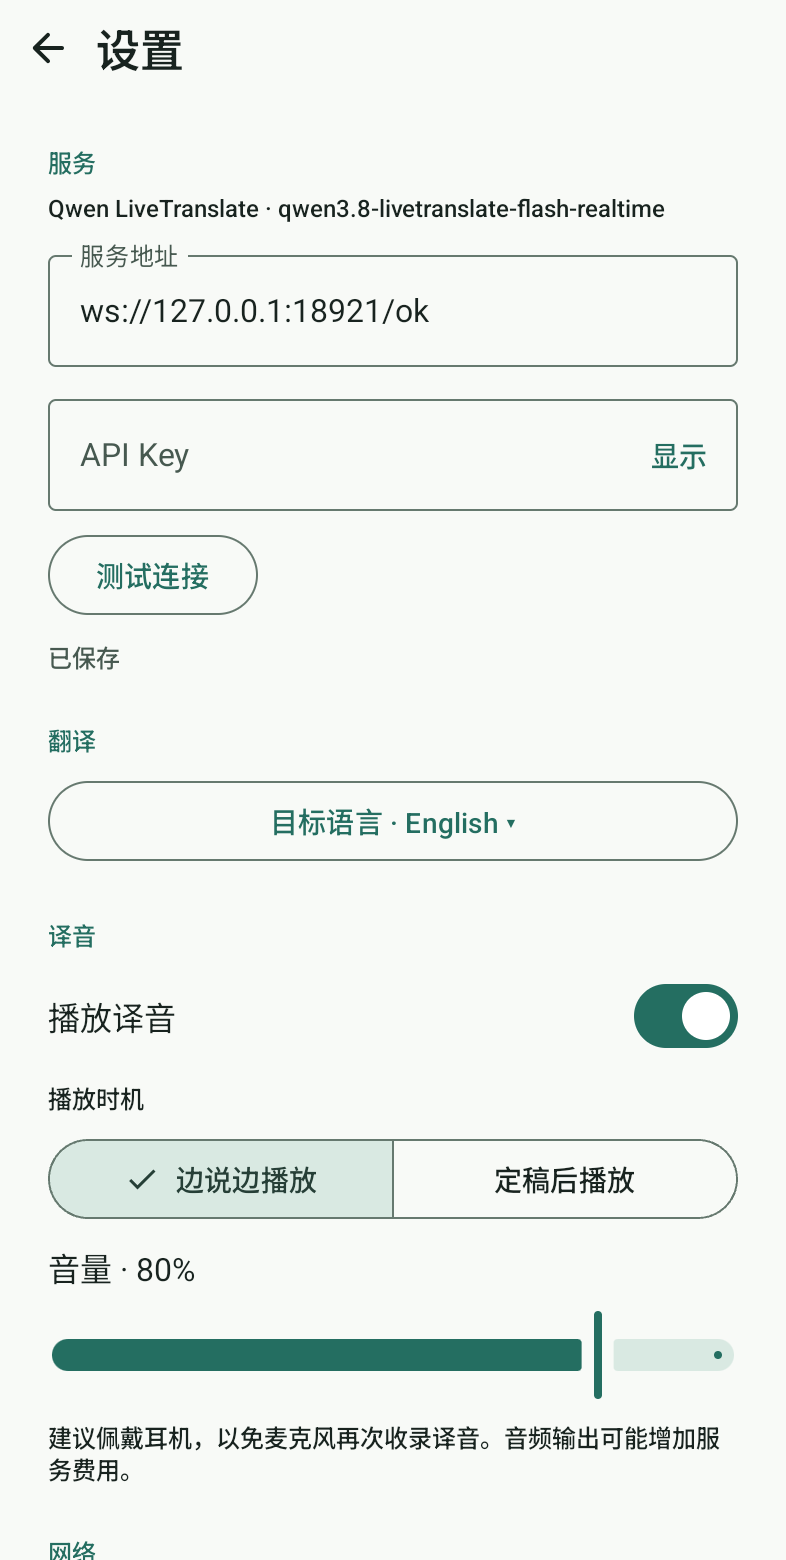 设置
服务
Qwen LiveTranslate · qwen3.8-livetranslate-flash-realtime
服务地址
ws://127.0.0.1:18921/ok
API Key 显示
测试连接
已保存
翻译
目标语言 · English ▾
译音
播放译音
播放时机
边说边播放 定稿后播放
音量 · 80%
建议佩戴耳机，以免麦克风再次收录译音。音频输出可能增加服
务费用。
网络